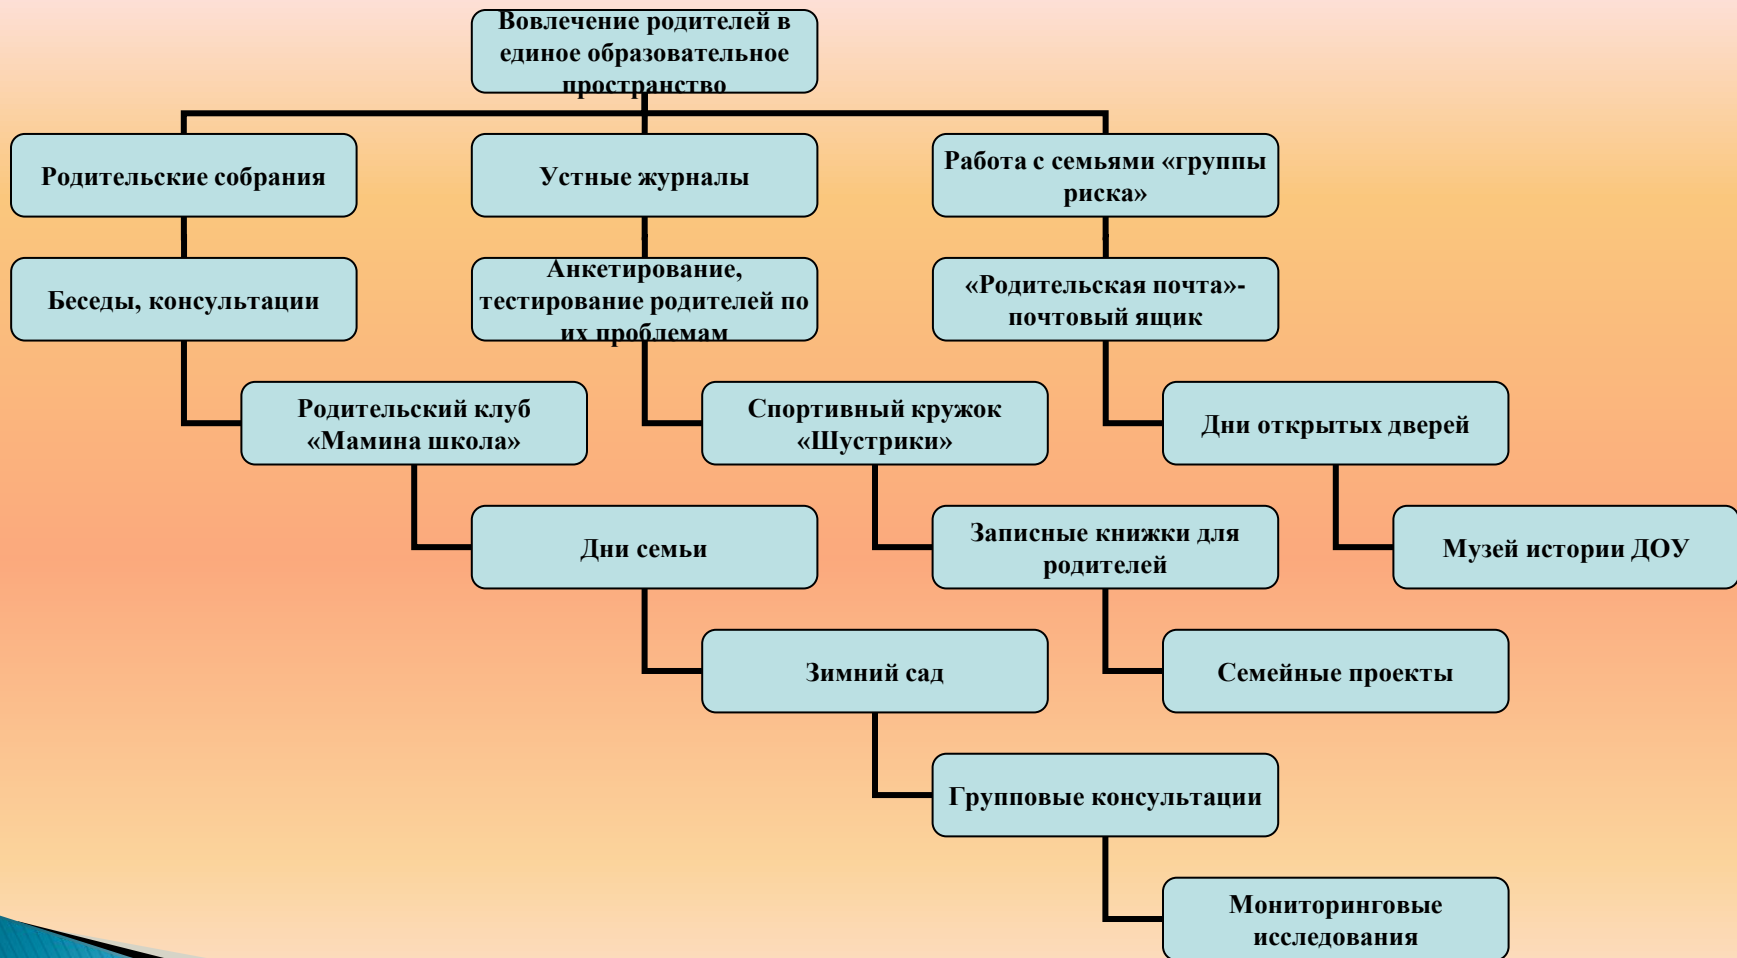 Вовлечение родителей в
единое образовательное
пространство
Родительские собрания
Устные журналы
Работа с семьями «группы
риска»
Беседы, консультации
Анкетирование,
тестирование родителей по
их проблемам
«Родительская почта»-
почтовый ящик
Родительский клуб
«Мамина школа»
Спортивный кружок
«Шустрики»
Дни открытых дверей
Дни семьи
Записные книжки для
родителей
Музей истории ДОУ
Зимний сад
Семейные проекты
Групповые консультации
Мониторинговые
исследования